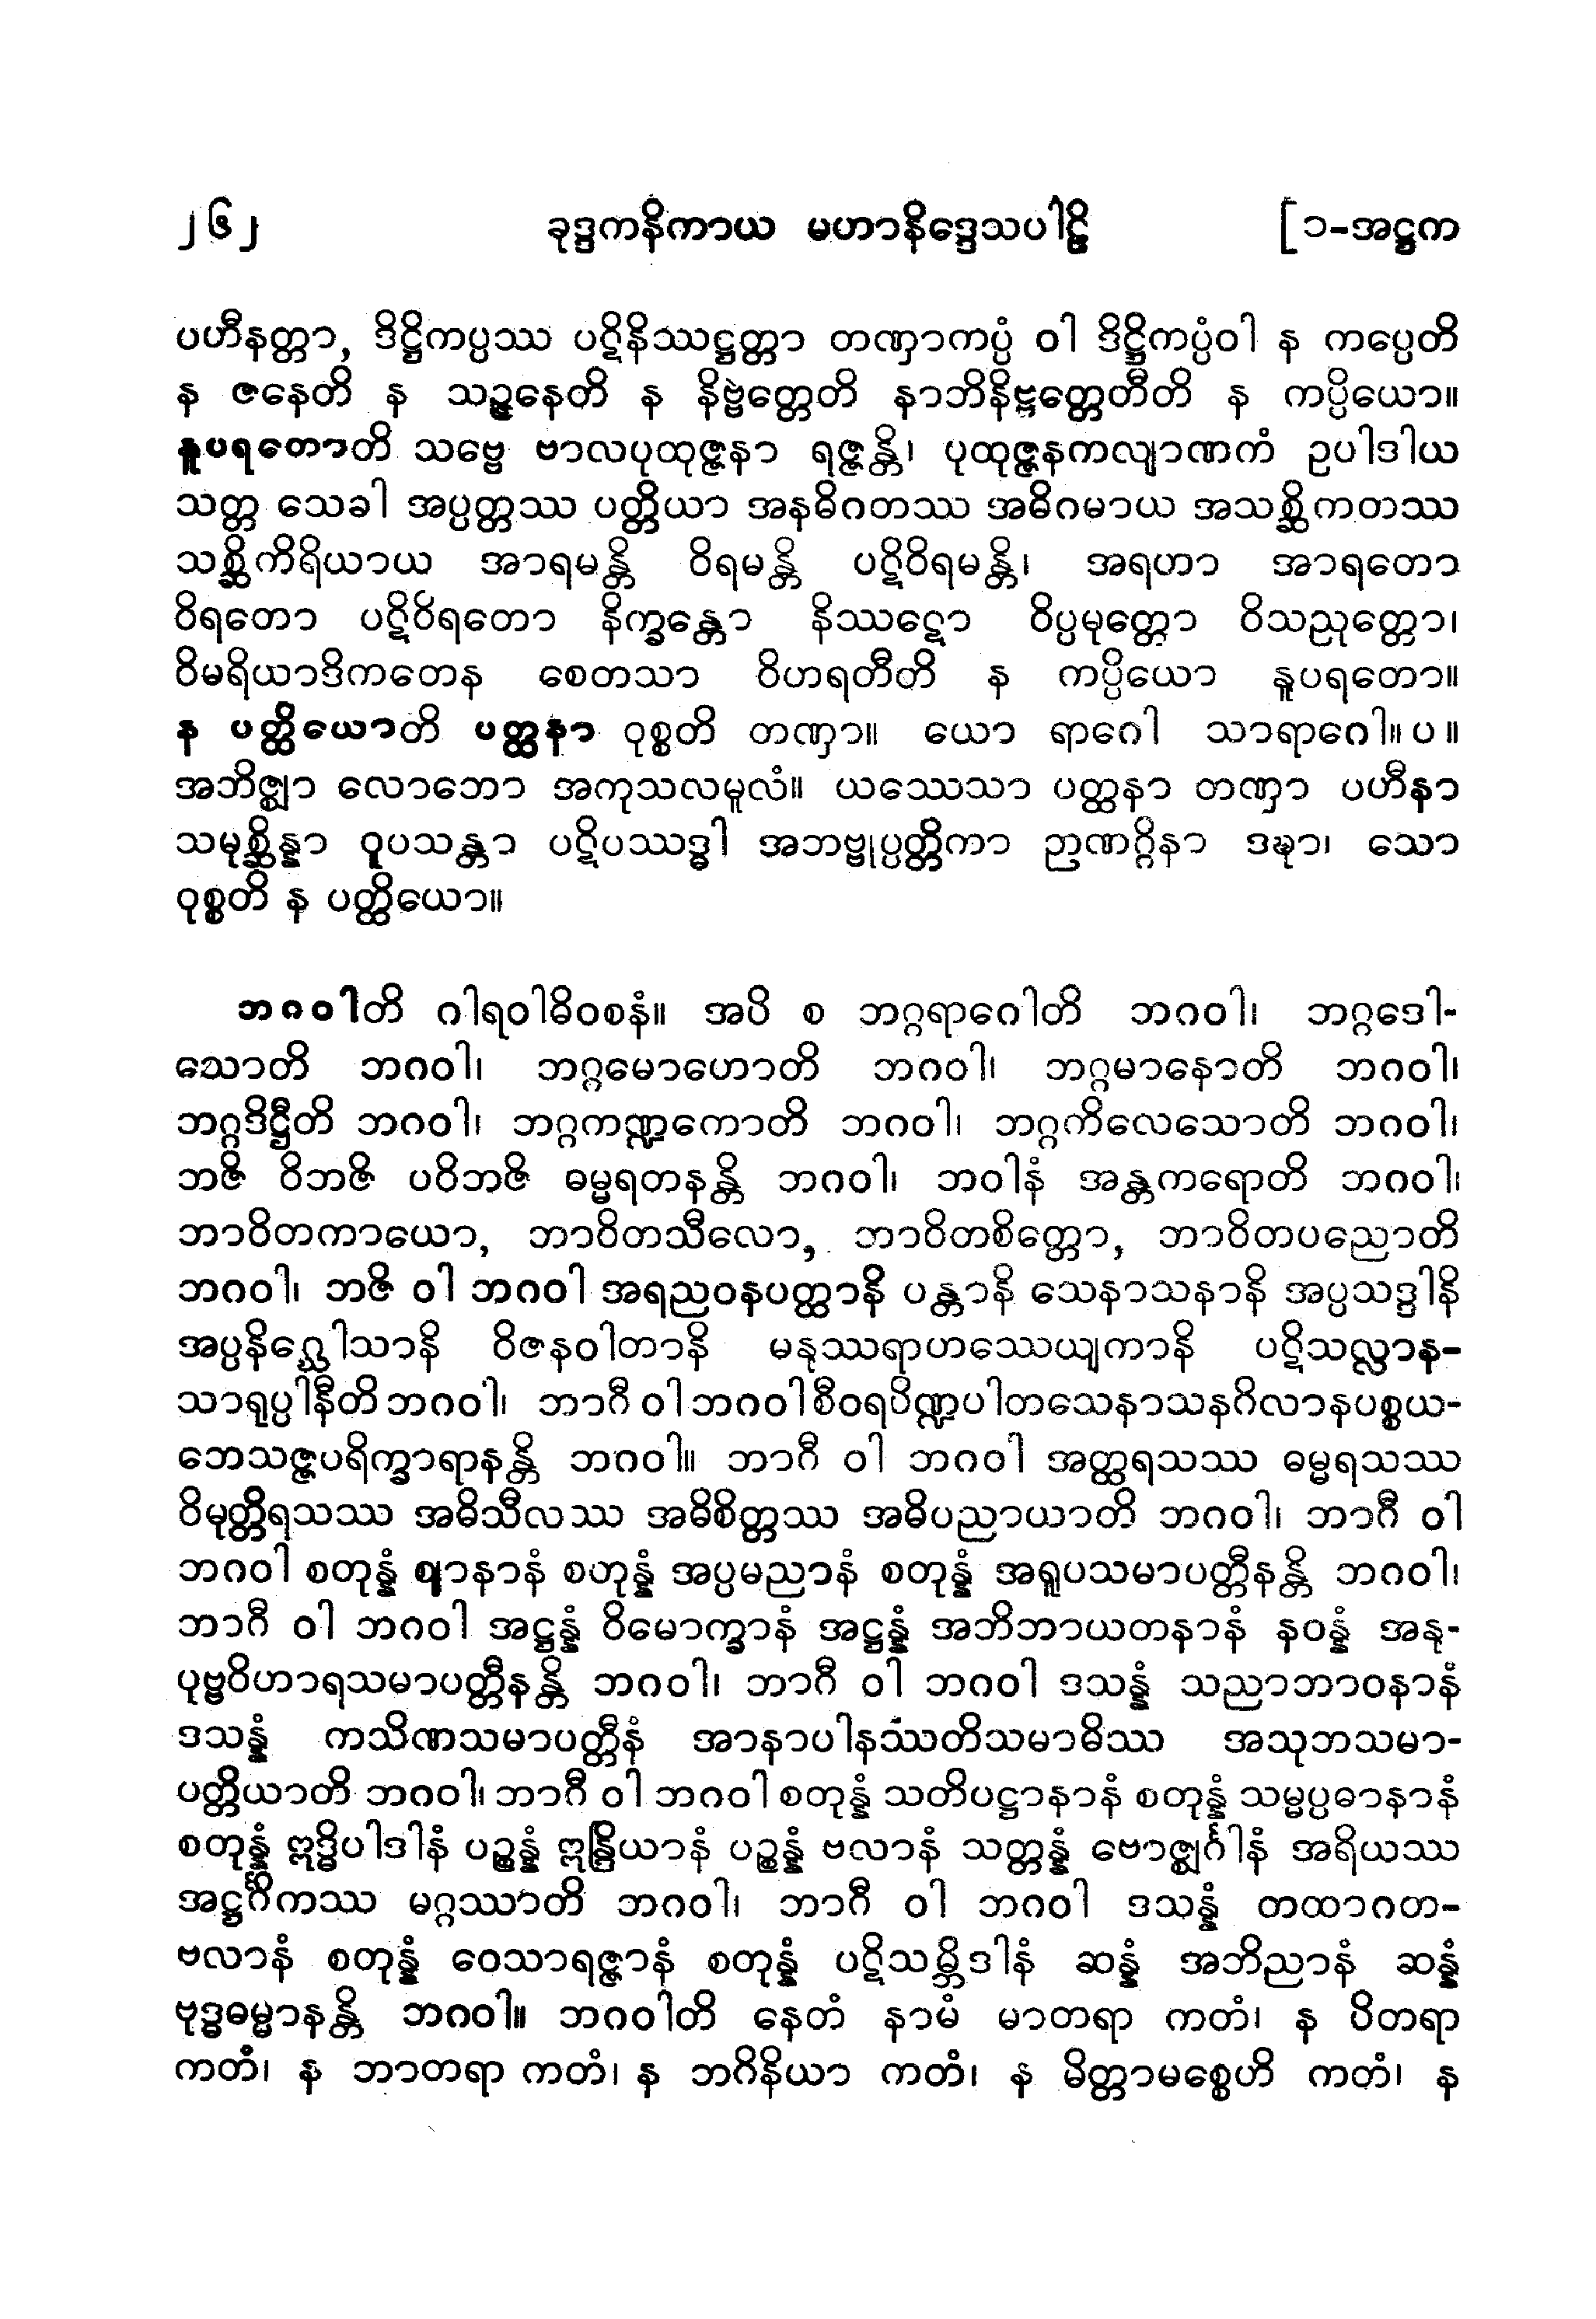 ၂၆၂ ခုဒ္ဒကနိကာယ မဟာနိဒ္ဒေသပါဠိ [၁-အဋ္ဌက
ပဟီနတ္တာ, ဒိဋ္ဌိကပ္ပဿ ပဋိနိဿဋ္ဌတ္တာ တဏှာကပ္ပံ ဝါ ဒိဋ္ဌိကပ္ပံဝါ န ကပ္ပေတိ
န ဇနေတိ န သဉ္ဇနေတိ န နိဗ္ဗတ္တေတိ နာဘိနိဗ္ဗတ္တေတီတိ န ကပ္ပိယော။
နူပရတောတိ သဗ္ဗေ ဗာလပုထုဇ္ဇနာ ရဇ္ဇန္တိ၊ ပုထုဇ္ဇနကလျာဏကံ ဥပါဒါယ
သတ္တ သေခါ အပ္ပတ္တဿ ပတ္တိယာ အနဓိဂတဿ အဓိဂမာယ အသစ္ဆိကတဿ
သစ္ဆိကိရိယာယ အာရမန္တိ ဝိရမန္တိ ပဋိဝိရမန္တိ၊ အရဟာ အာရတော
ဝိရတော ပဋိဝိရတော နိက္ခန္တော နိဿဋော ဝိပ္ပမုတ္တော ဝိသညုတ္တော၊
ဝိမရိယာဒိကတေန စေတသာ ဝိဟရတီတိ န ကပ္ပိယော နူပရတော။
န ပတ္ထိယောတိ ပတ္ထနာ ဝုစ္စတိ တဏှာ။ ယော ရာဂေါ သာရာဂေါ။ပ။
အဘိဇ္ဈာ လောဘော အကုသလမူလံ။ ယဿေသာ ပတ္ထနာ တဏှာ ပဟီနာ
သမုစ္ဆိန္နာ ဝူပသန္တာ ပဋိပဿဒ္ဓါ အဘဗ္ဗုပ္ပတ္တိကာ ဉာဏဂ္ဂိနာ ဒဍ္ဎာ၊ သော
ဝုစ္စတိ န ပတ္ထိယော။
ဘဂဝါတိ ဂါရဝါဓိဝစနံ။ အပိ စ ဘဂ္ဂရာဂေါတိ ဘဂဝါ၊ ဘဂ္ဂဒေါ-
သောတိ ဘဂဝါ၊ ဘဂ္ဂမောဟောတိ ဘဂဝါ၊ ဘဂ္ဂမာနောတိ ဘဂဝါ၊
ဘဂ္ဂဒိဋ္ဌီတိ ဘဂဝါ၊ ဘဂ္ဂကဏ္ဍကောတိ ဘဂဝါ၊ ဘဂ္ဂကိလေသောတိ ဘဂဝါ၊
ဘဇိ ဝိဘဇိ ပဝိဘဇိ ဓမ္မရတနန္တိ ဘဂဝါ၊ ဘဝါနံ အန္တကရောတိ ဘဂဝါ၊
ဘာဝိတကာယော, ဘာဝိတသီလော, ဘာဝိတစိတ္တော, ဘာဝိတပညောတိ
ဘဂဝါ၊ ဘဇိ ဝါ ဘဂဝါ အရညဝနပတ္ထာနိ ပန္တာနိ သေနာသနာနိ အပ္ပသဒ္ဒါနိ
အပ္ပနိဂ္ဃေါသာနိ ဝိဇနဝါတာနိ မနုဿရာဟဿေယျကာနိ ပဋိသလ္လာန-
သာရုပ္ပါနီတိ ဘဂဝါ၊ ဘာဂီ ဝါ ဘဂဝါ စီဝရပိဏ္ဍပါတသေနာသနဂိလာနပစ္စယ-
ဘေသဇ္ဇပရိက္ခာရာနန္တိ ဘဂဝါ။ ဘာဂီ ဝါ ဘဂဝါ အတ္ထရသဿ ဓမ္မရသဿ
ဝိမုတ္တိရသဿ အဓိသီလဿ အဓိစိတ္တဿ အဓိပညာယာတိ ဘဂဝါ၊ ဘာဂီ ဝါ
ဘဂဝါ စတုန္နံ ဈာနာနံ စတုန္နံ အပ္ပမညာနံ စတုန္နံ အရူပသမာပတ္တီနန္တိ ဘဂဝါ၊
ဘာဂီ ဝါ ဘဂဝါ အဋ္ဌန္နံ ဝိမောက္ခာနံ အဋ္ဌန္နံ အဘိဘာယတနာနံ နဝန္နံ အနု-
ပုဗ္ဗဝိဟာရသမာပတ္တီနန္တိ ဘဂဝါ၊ ဘာဂီ ဝါ ဘဂဝါ ဒသန္နံ သညာဘာဝနာနံ
ဒသန္နံ ကသိဏသမာပတ္တီနံ အာနာပါနဿတိသမာဓိဿ အသုဘသမာ-
ပတ္တိယာတိ ဘဂဝါ၊ ဘာဂီ ဝါ ဘဂဝါ စတုန္နံ သတိပဋ္ဌာနာနံ စတုန္နံ သမ္မပ္ပဓာနာနံ
စတုန္နံ ဣဒ္ဓိပါဒါနံ ပဉ္စန္နံ ဣန္ဒြိယာနံ ပဉ္စန္နံ ဗလာနံ သတ္တန္နံ ဗောဇ္ဈင်္ဂါနံ အရိယဿ
အဋ္ဌင်္ဂိကဿ မဂ္ဂဿာတိ ဘဂဝါ၊ ဘာဂီ ဝါ ဘဂဝါ ဒသန္နံ တထာဂတ-
ဗလာနံ စတုန္နံ ဝေသာရဇ္ဇာနံ စတုန္နံ ပဋိသမ္ဘိဒါနံ ဆန္နံ အဘိညာနံ ဆန္နံ
ဗုဒ္ဓဓမ္မာနန္တိ ဘဂဝါ။ ဘဂဝါတိ နေတံ နာမံ မာတရာ ကတံ၊ န ပိတရာ
ကတံ၊ န ဘာတရာ ကတံ၊ န ဘဂိနိယာ ကတံ၊ န မိတ္တာမစ္စေဟိ ကတံ၊ န